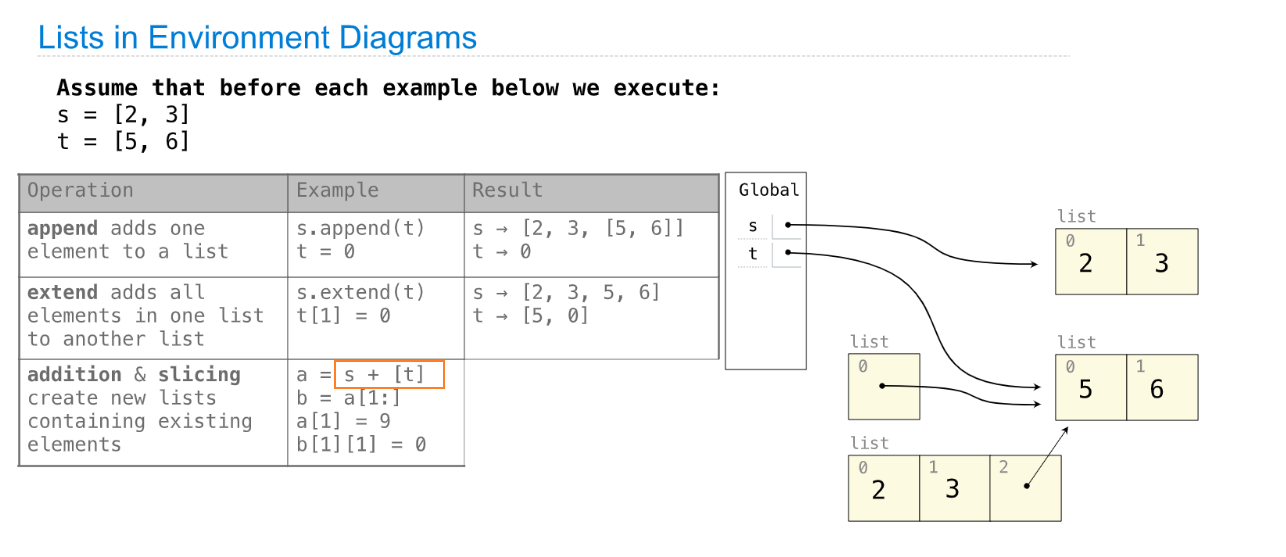 Lists in Environment Diagrams
Assume that before each example below we execute:
s = [2, 3]
t = [5, 6]
Operation
Example
Result
append adds one
element to a list
s.append(t)
t = 0
s → [2, 3, [5, 6]]
t → 0
extend adds all
elements in one list
to another list
s.extend(t)
t[1] = 0
s → [2, 3, 5, 6]
t → [5, 0]
addition & slicing
create new lists
containing existing
elements
a = s + [t]
b = a[1:]
a[1] = 9
b[1][1] = 0
Global
s
t
list
0 1
2 3
list
0
list
0 1
5 6
list
0 1 2
2 3